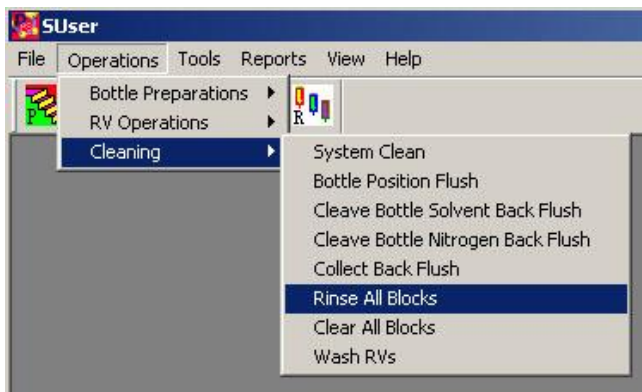 SUser
File Operations Tools Reports View Help
P
R
Bottle Preparations
RV Operations
Cleaning
System Clean
Bottle Position Flush
Cleave Bottle Solvent Back Flush
Cleave Bottle Nitrogen Back Flush
Collect Back Flush
Rinse All Blocks
Clear All Blocks
Wash RVs